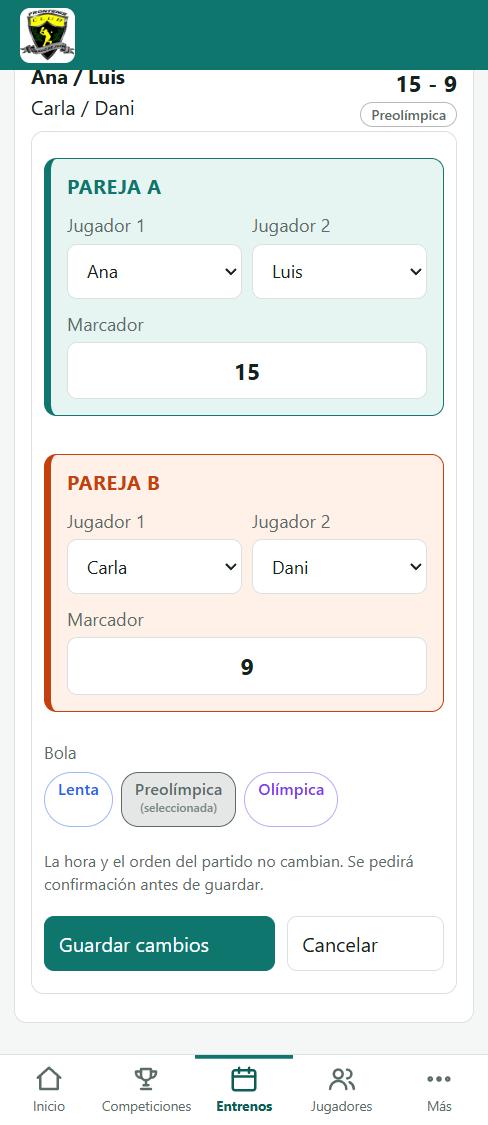 FRONTENIS
CLUB
Ana / Luis
15 - 9
Carla / Dani
Preolímpica
PAREJA A
Jugador 1
Jugador 2
Ana
Luis
Marcador
15
PAREJA B
Jugador 1
Jugador 2
Carla
Dani
Marcador
9
Bola
Lenta
Preolímpica
(seleccionada)
Olímpica
La hora y el orden del partido no cambian. Se pedirá
confirmación antes de guardar.
Guardar cambios
Cancelar
Inicio
Competiciones
Entrenos
Jugadores
Más